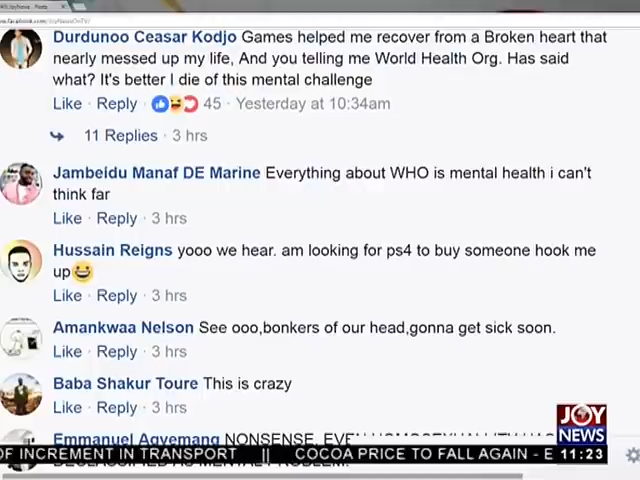 Durdunoo Ceasar Kodjo Games helped me recover from a Broken heart that
nearly messed up my life, And you telling me World Health Org. Has said
what? It's better I die of this mental challenge
Like · Reply · 45 · Yesterday at 10:34am
11 Replies · 3 hrs
Jambeidu Manaf DE Marine Everything about WHO is mental health i can't
think far
Like · Reply · 3 hrs
Hussain Reigns yooo we hear. am looking for ps4 to buy someone hook me
up😀
Like · Reply · 3 hrs
Amankwaa Nelson See ooo,bonkers of our head,gonna get sick soon.
Like · Reply · 3 hrs
Baba Shakur Toure This is crazy
Like · Reply · 3 hrs
Emmanuel Agyemang NONSENSE, EVEN
JOY
NEWS
OF INCREMENT IN TRANSPORT || COCOA PRICE TO FALL AGAIN - E 11:23